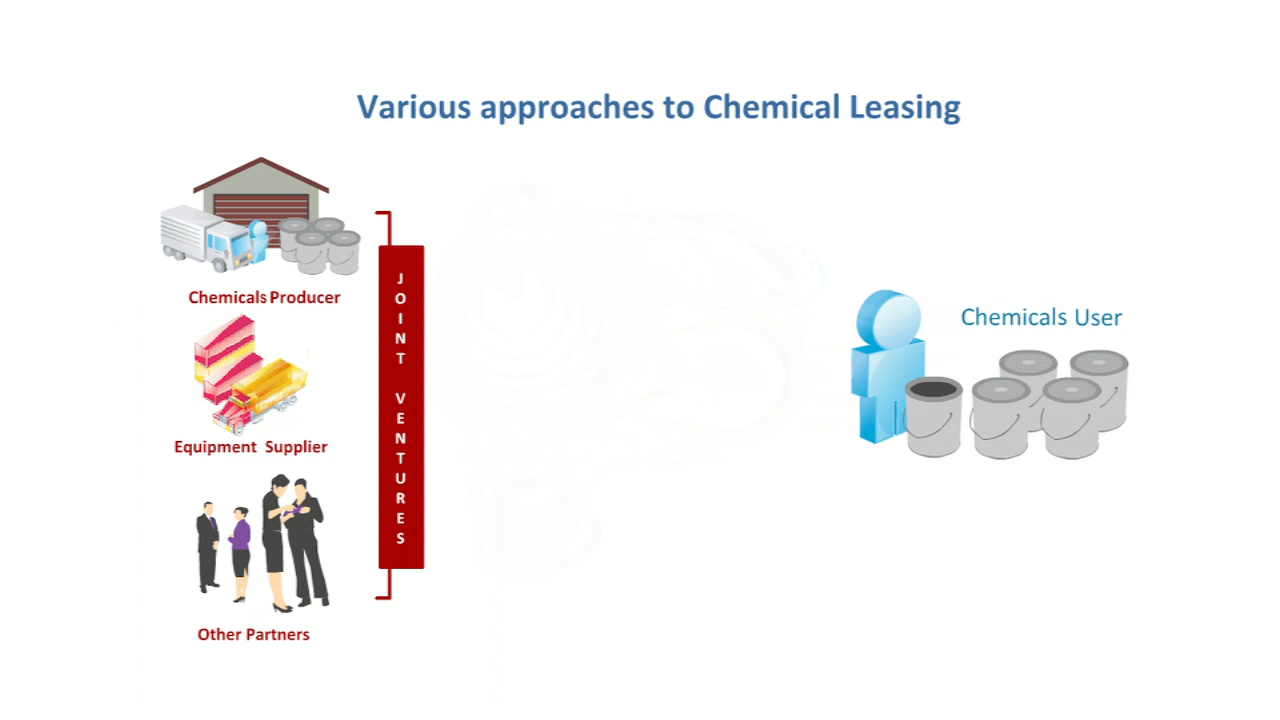 Various approaches to Chemical Leasing
Chemicals Producer
Equipment Supplier
Other Partners
JOINT VENTURES
Chemicals User